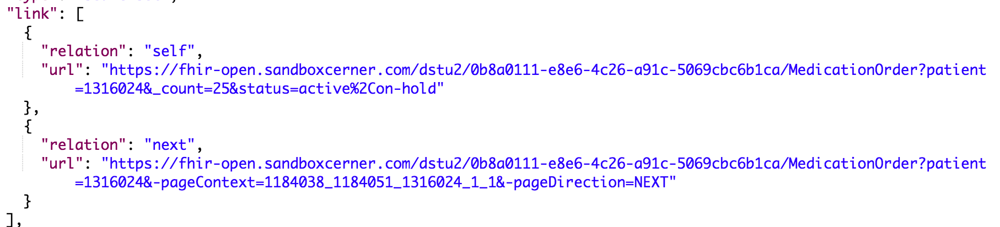 "link": [
{
"relation": "self",
"url": "https://fhir-open.sandboxcerner.com/dstu2/0b8a0111-e8e6-4c26-a91c-5069cbc6b1ca/MedicationOrder?patient
=1316024&_count=25&status=active%2Con-hold"
},
{
"relation": "next",
"url": "https://fhir-open.sandboxcerner.com/dstu2/0b8a0111-e8e6-4c26-a91c-5069cbc6b1ca/MedicationOrder?patient
=1316024&-pageContext=1184038_1184051_1316024_1_1&-pageDirection=NEXT"
}
],